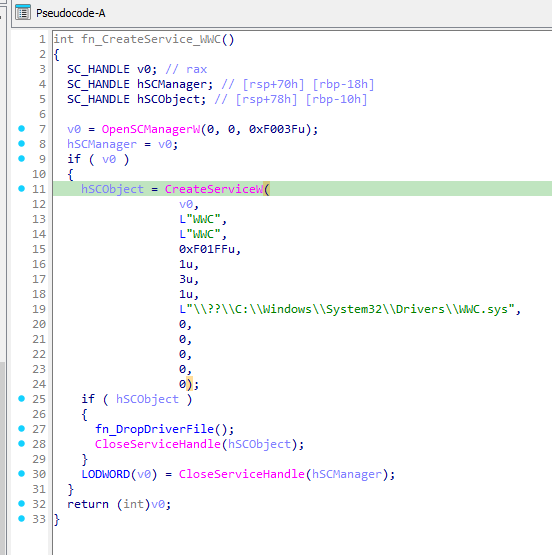 Pseudocode-A
1 int fn_CreateService_WWC()
2 {
3 SC_HANDLE v0; // rax
4 SC_HANDLE hSCManager; // [rsp+70h] [rbp-18h]
5 SC_HANDLE hSCObject; // [rsp+78h] [rbp-10h]
6
7 v0 = OpenSCManagerW(0, 0, 0xF003Fu);
8 hSCManager = v0;
9 if ( v0 )
10 {
11 hSCObject = CreateServiceW(
12 v0,
13 L"WWC",
14 L"WWC",
15 0xF01FFu,
16 1u,
17 3u,
18 1u,
19 L"\\??\\C:\\Windows\\System32\\Drivers\\WWC.sys",
20 0,
21 0,
22 0,
23 0,
24 0);
25 if ( hSCObject )
26 {
27 fn_DropDriverFile();
28 CloseServiceHandle(hSCObject);
29 }
30 LODWORD(v0) = CloseServiceHandle(hSCManager);
31 }
32 return (int)v0;
33 }